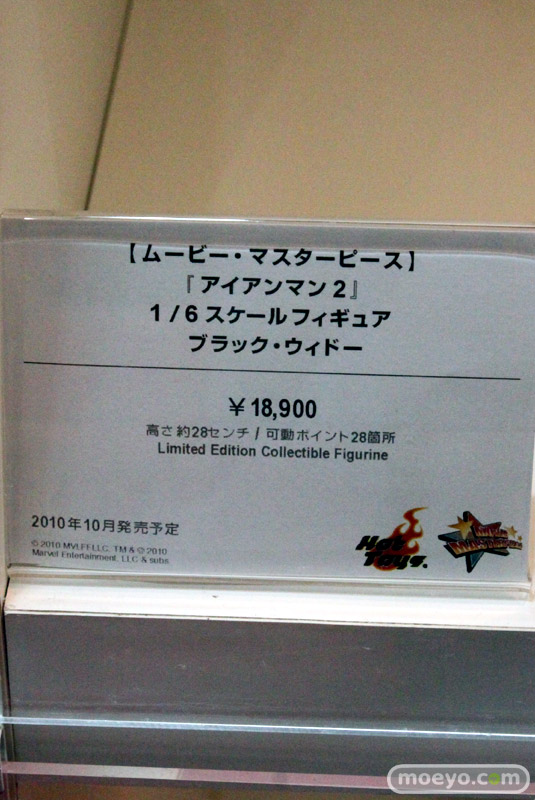 【ムービー・マスターピース】
『アイアンマン2』
1/6スケールフィギュア
ブラック・ウィドー
￥18,900
高さ約28センチ / 可動ポイント28箇所
Limited Edition Collectible Figurine
2010年10月発売予定
© 2010 MVLFFLLC. TM & © 2010
Marvel Entertainment, LLC & subs.
Hot
Toys.
MOVIE
MASTERPIECE
moeyo.com